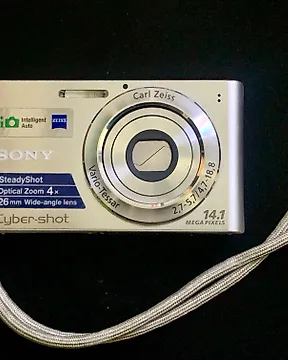 Carl Zeiss
Intelligent
Auto
ZEISS
SONY
SteadyShot
Optical Zoom 4x
26mm Wide-angle lens
Cyber-shot
Vario-Tessar
2,7-5,7/4,7-18,8
14.1
MEGA PIXELS